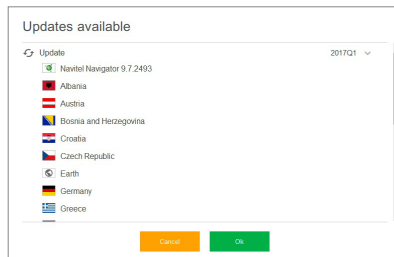 Updates available
Update 2017Q1
Navitel Navigator 9.7.2493
Albania
Austria
Bosnia and Herzegovina
Croatia
Czech Republic
Earth
Germany
Greece
Cancel Ok